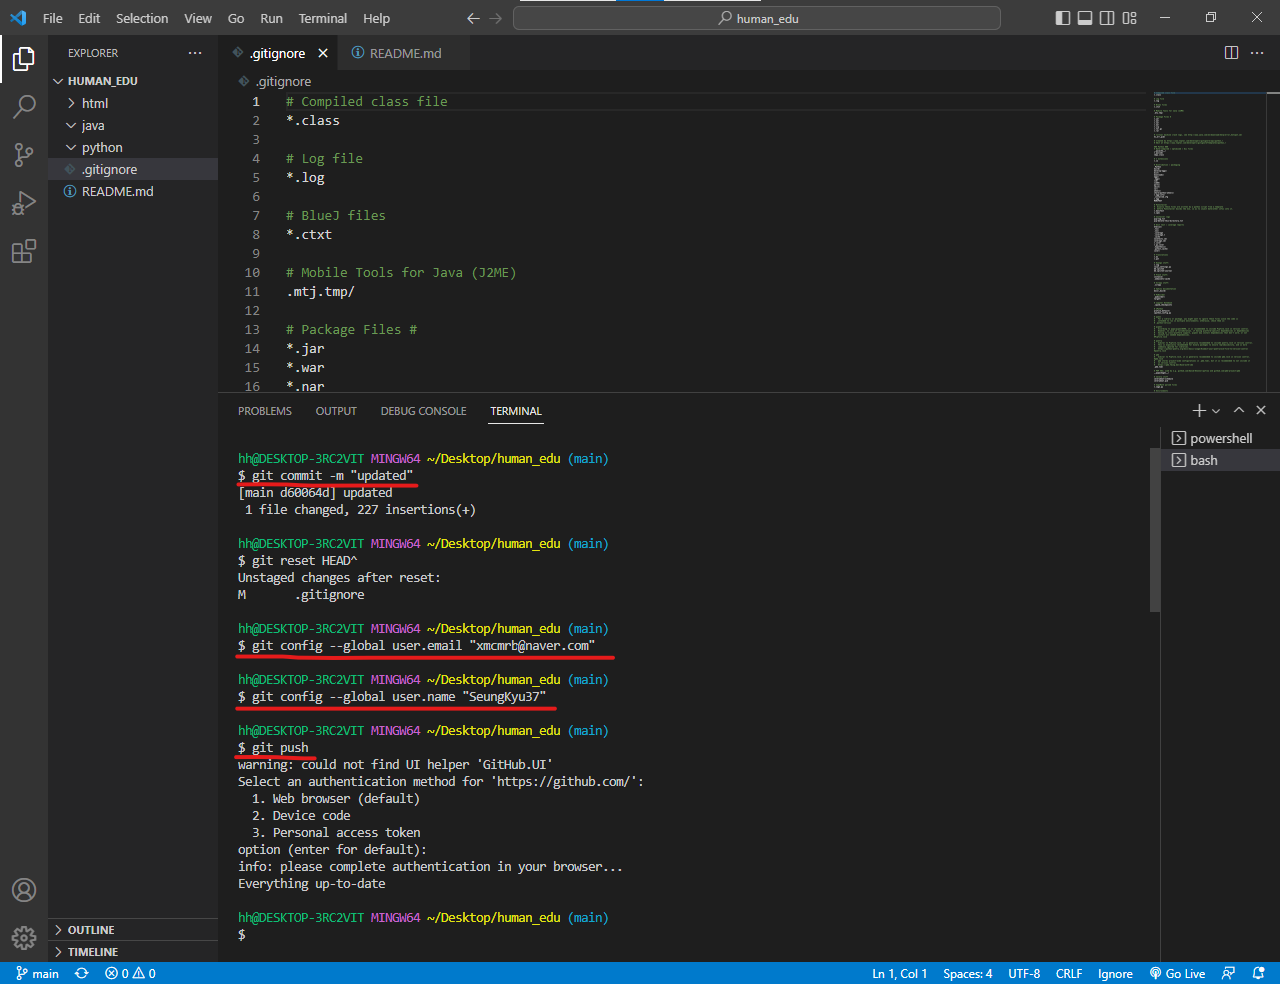 File Edit Selection View Go Run Terminal Help
human_edu
EXPLORER
HUMAN_EDU
html
java
python
.gitignore
README.md
OUTLINE
TIMELINE
.gitignore
README.md
.gitignore
1 # Compiled class file
2 *.class
3
4 # Log file
5 *.log
6
7 # BlueJ files
8 *.ctxt
9
10 # Mobile Tools for Java (J2ME)
11 .mtj.tmp/
12
13 # Package Files #
14 *.jar
15 *.war
16 *.nar
PROBLEMS OUTPUT DEBUG CONSOLE TERMINAL
powershell
bash
hh@DESKTOP-3RC2VIT MINGW64 ~/Desktop/human_edu (main)
$ git commit -m "updated"
[main d60064d] updated
1 file changed, 227 insertions(+)
hh@DESKTOP-3RC2VIT MINGW64 ~/Desktop/human_edu (main)
$ git reset HEAD^
Unstaged changes after reset:
M .gitignore
hh@DESKTOP-3RC2VIT MINGW64 ~/Desktop/human_edu (main)
$ git config --global user.email "xmcmrb@naver.com"
hh@DESKTOP-3RC2VIT MINGW64 ~/Desktop/human_edu (main)
$ git config --global user.name "SeungKyu37"
hh@DESKTOP-3RC2VIT MINGW64 ~/Desktop/human_edu (main)
$ git push
warning: could not find UI helper 'GitHub.UI'
Select an authentication method for 'https://github.com/':
1. Web browser (default)
2. Device code
3. Personal access token
option (enter for default):
info: please complete authentication in your browser...
Everything up-to-date
hh@DESKTOP-3RC2VIT MINGW64 ~/Desktop/human_edu (main)
$
main 0 0 Ln 1, Col 1 Spaces: 4 UTF-8 CRLF Ignore Go Live